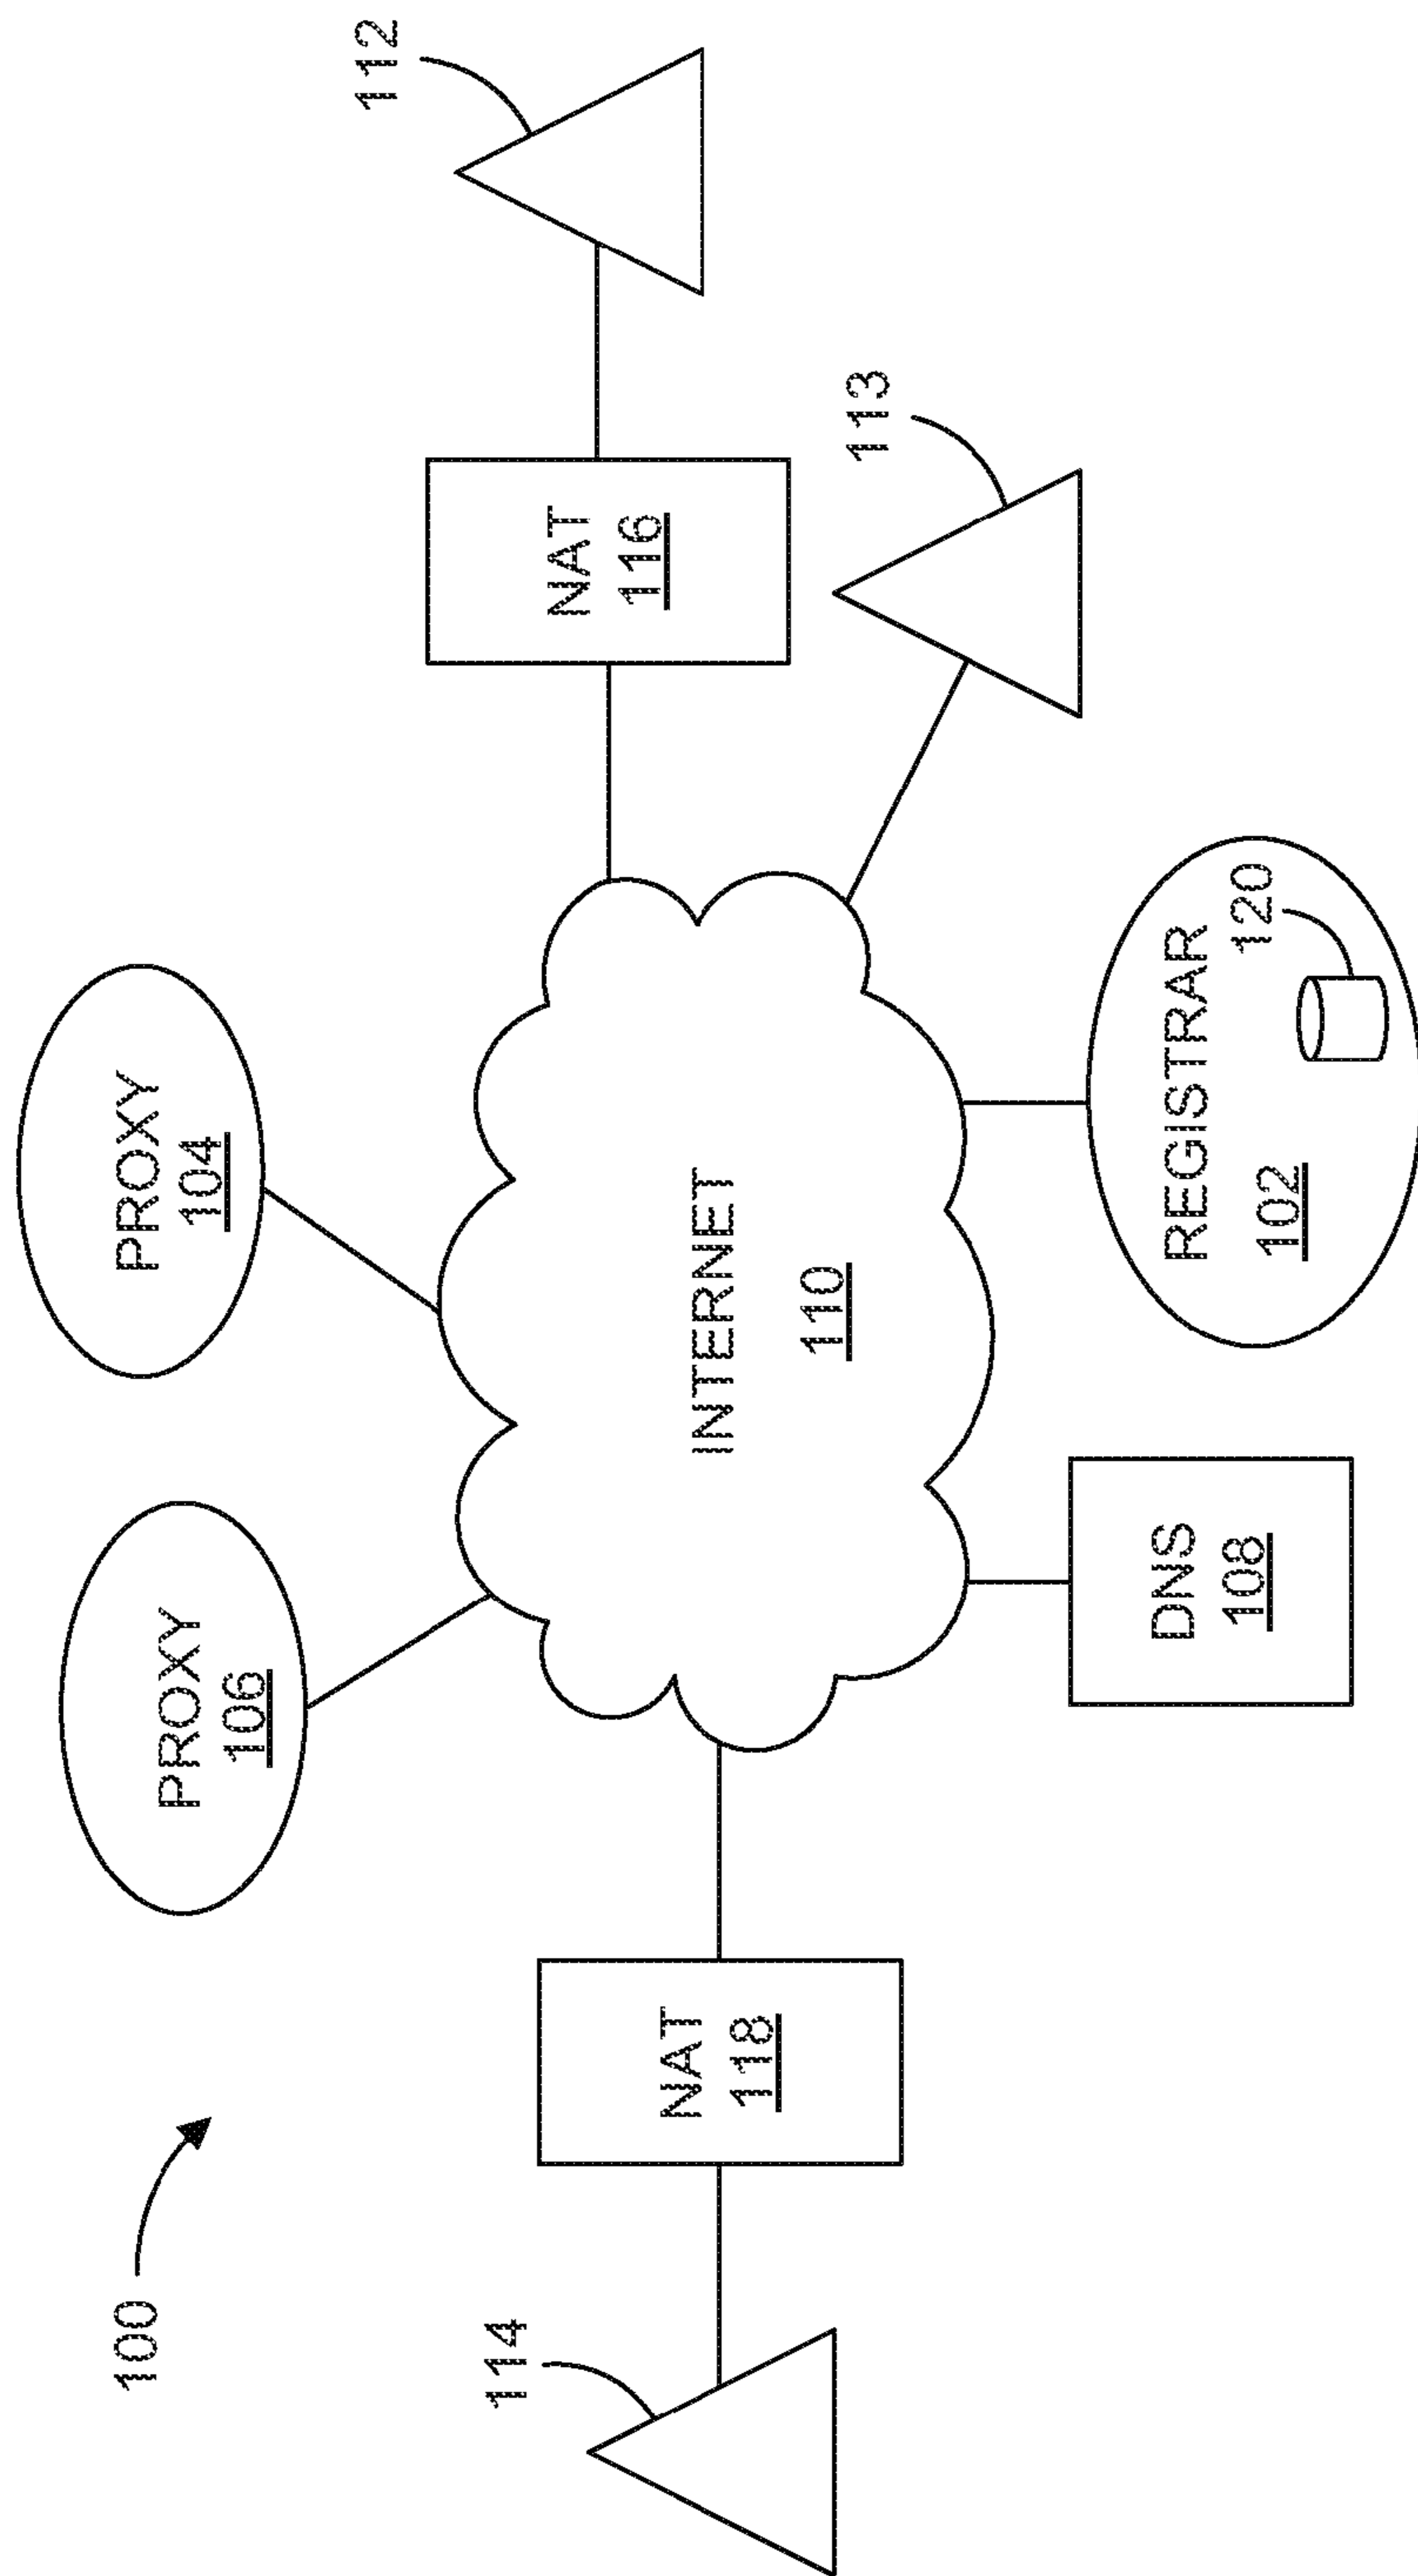 100
PROXY
106
PROXY
104
112
114
NAT
118
INTERNET
110
NAT
116
113
DNS
108
REGISTRAR
102
120